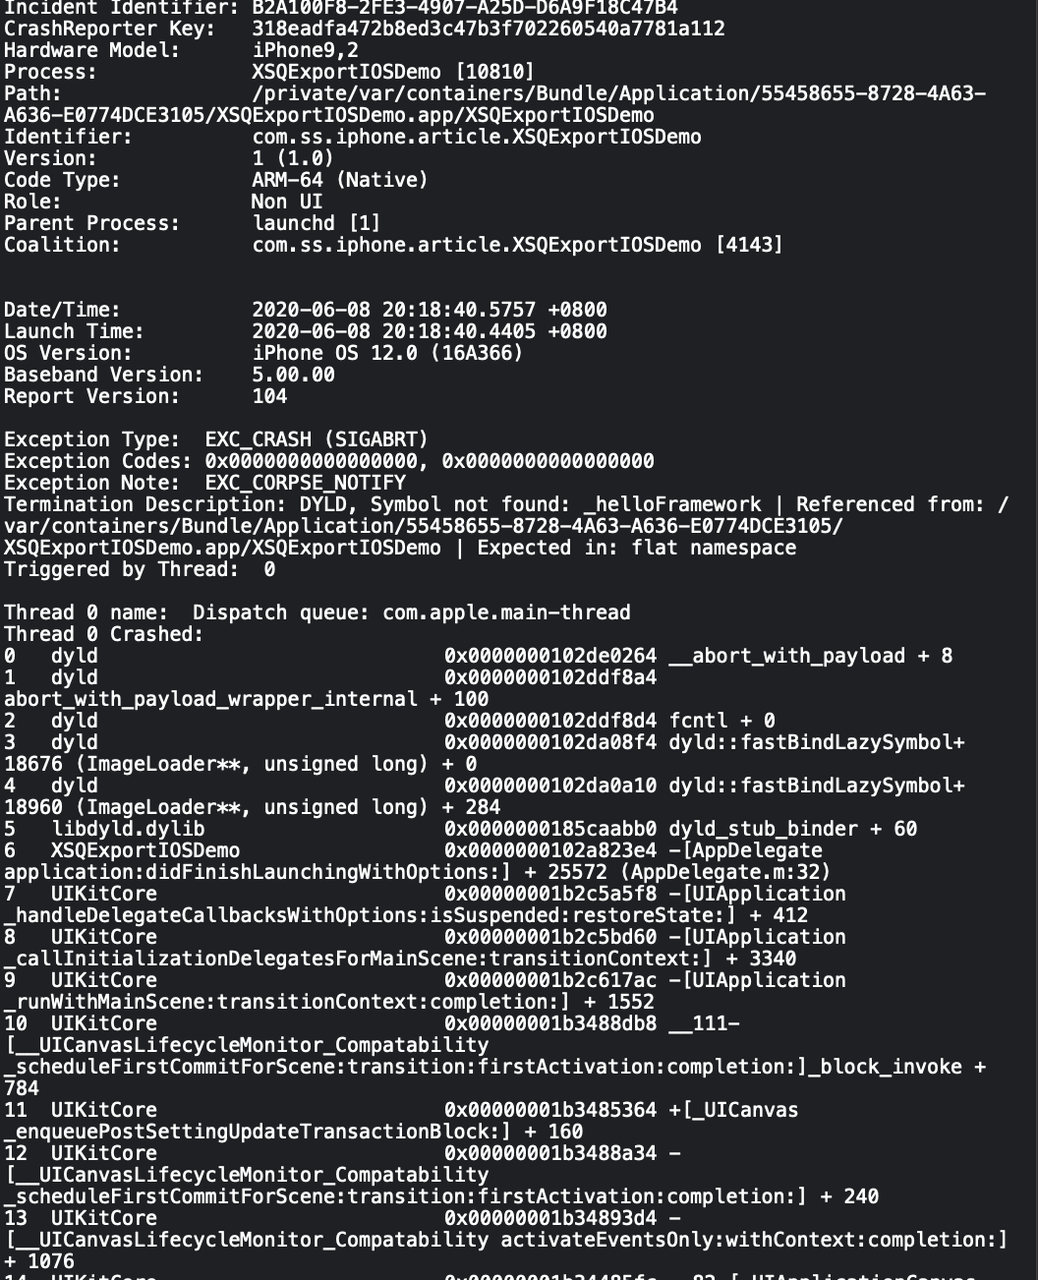 Incident Identifier: B2A100F8-2FE3-4907-A25D-D6A9F18C47B4
CrashReporter Key:   318eadfa472b8ed3c47b3f702260540a7781a112
Hardware Model:      iPhone9,2
Process:             XSQExportIOSDemo [10810]
Path:                /private/var/containers/Bundle/Application/55458655-8728-4A63-
A636-E0774DCE3105/XSQExportIOSDemo.app/XSQExportIOSDemo
Identifier:          com.ss.iphone.article.XSQExportIOSDemo
Version:             1 (1.0)
Code Type:           ARM-64 (Native)
Role:                Non UI
Parent Process:      launchd [1]
Coalition:           com.ss.iphone.article.XSQExportIOSDemo [4143]
Date/Time:           2020-06-08 20:18:40.5757 +0800
Launch Time:         2020-06-08 20:18:40.4405 +0800
OS Version:          iPhone OS 12.0 (16A366)
Baseband Version:    5.00.00
Report Version:      104
Exception Type:  EXC_CRASH (SIGABRT)
Exception Codes: 0x0000000000000000, 0x0000000000000000
Exception Note:  EXC_CORPSE_NOTIFY
Termination Description: DYLD, Symbol not found: _helloFramework | Referenced from: /
var/containers/Bundle/Application/55458655-8728-4A63-A636-E0774DCE3105/
XSQExportIOSDemo.app/XSQExportIOSDemo | Expected in: flat namespace
Triggered by Thread:  0
Thread 0 name:  Dispatch queue: com.apple.main-thread
Thread 0 Crashed:
0   dyld                             0x0000000102de0264 __abort_with_payload + 8
1   dyld                             0x0000000102ddf8a4
abort_with_payload_wrapper_internal + 100
2   dyld                             0x0000000102ddf8d4 fcntl + 0
3   dyld                             0x0000000102da08f4 dyld::fastBindLazySymbol+
18676 (ImageLoader**, unsigned long) + 0
4   dyld                             0x0000000102da0a10 dyld::fastBindLazySymbol+
18960 (ImageLoader**, unsigned long) + 284
5   libdyld.dylib                    0x0000000185caabb0 dyld_stub_binder + 60
6   XSQExportIOSDemo                 0x0000000102a823e4 -[AppDelegate
application:didFinishLaunchingWithOptions:] + 25572 (AppDelegate.m:32)
7   UIKitCore                        0x00000001b2c5a5f8 -[UIApplication
_handleDelegateCallbacksWithOptions:isSuspended:restoreState:] + 412
8   UIKitCore                        0x00000001b2c5bd60 -[UIApplication
_callInitializationDelegatesForMainScene:transitionContext:] + 3340
9   UIKitCore                        0x00000001b2c617ac -[UIApplication
_runWithMainScene:transitionContext:completion:] + 1552
10  UIKitCore                        0x00000001b3488db8 __111-
[__UICanvasLifecycleMonitor_Compatability
_scheduleFirstCommitForScene:transition:firstActivation:completion:]_block_invoke +
784
11  UIKitCore                        0x00000001b3485364 +[_UICanvas
_enqueuePostSettingUpdateTransactionBlock:] + 160
12  UIKitCore                        0x00000001b3488a34 -
[__UICanvasLifecycleMonitor_Compatability
_scheduleFirstCommitForScene:transition:firstActivation:completion:] + 240
13  UIKitCore                        0x00000001b34893d4 -
[__UICanvasLifecycleMonitor_Compatability activateEventsOnly:withContext:completion:]
+ 1076